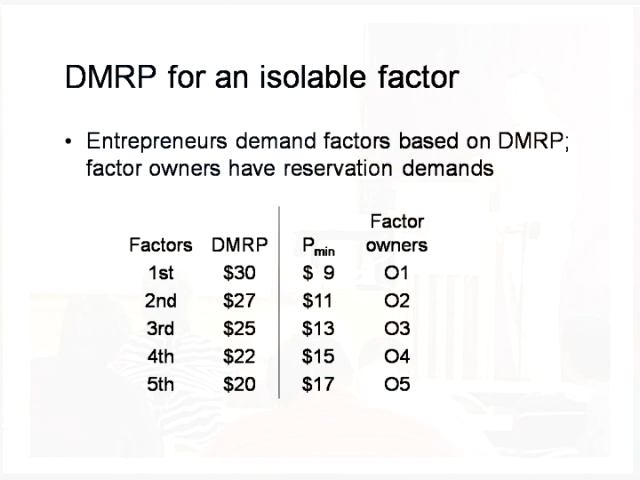 DMRP for an isolable factor
• Entrepreneurs demand factors based on DMRP;
factor owners have reservation demands
Factor
Factors DMRP Pmin owners
1st $30 $ 9 O1
2nd $27 $11 O2
3rd $25 $13 O3
4th $22 $15 O4
5th $20 $17 O5